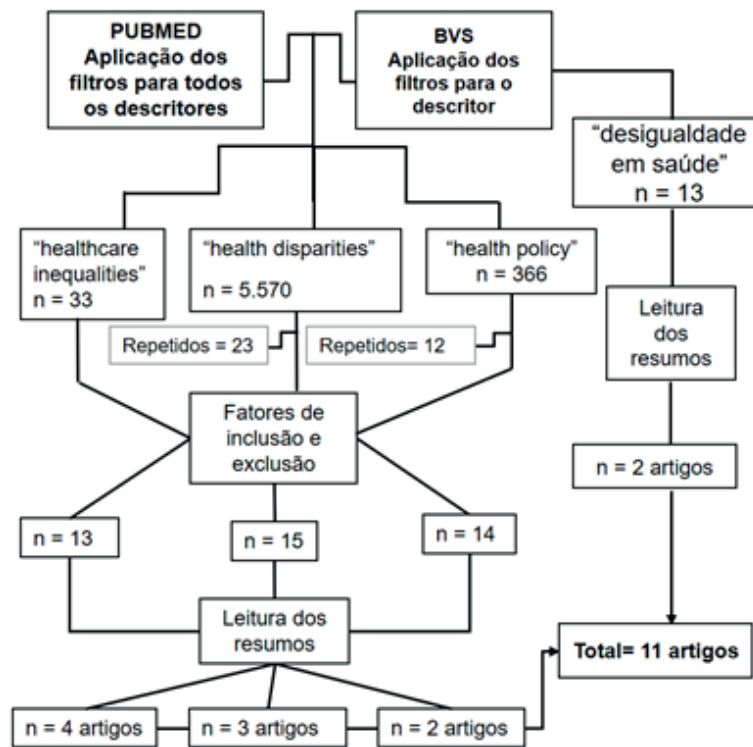 PUBMED
Aplicação dos
filtros para todos
os descritores
BVS
Aplicação dos
filtros para o
descritor
“desigualdade
em saúde”
n = 13
“healthcare
inequalities”
n = 33
“health disparities”
n = 5.570
“health policy”
n = 366
Repetidos = 23
Repetidos= 12
Leitura
dos
resumos
Fatores de
inclusão e
exclusão
n = 2 artigos
n = 13
n = 15
n = 14
Leitura dos
resumos
Total= 11 artigos
n = 4 artigos
n = 3 artigos
n = 2 artigos